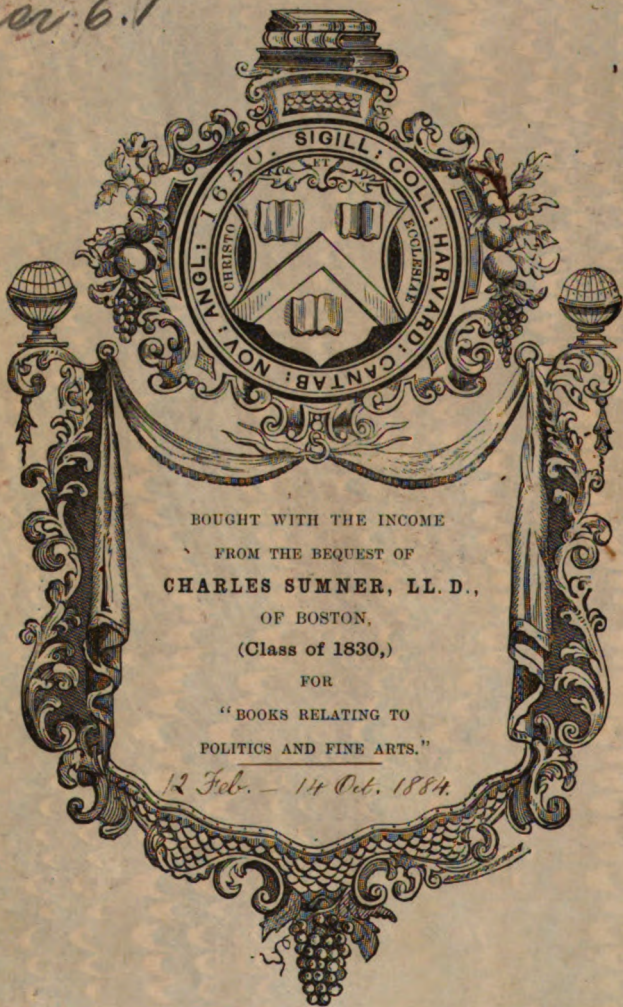 SIGILL: COLL: HARVARD: CANTAB: NOV: ANGL: 1650.
ET
CHRISTO
ECCLESIAE
BOUGHT WITH THE INCOME
FROM THE BEQUEST OF
CHARLES SUMNER, LL. D.,
OF BOSTON,
(Class of 1830,)
FOR
"BOOKS RELATING TO
POLITICS AND FINE ARTS."
12 Feb. — 14 Oct. 1884.